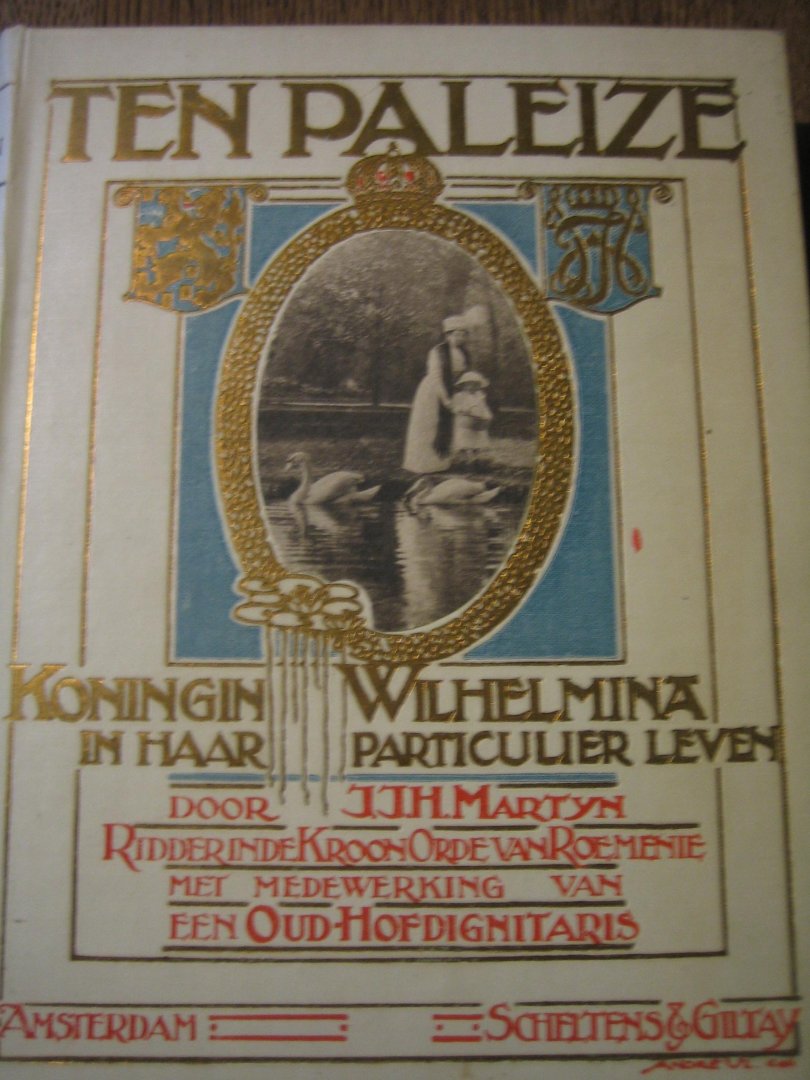 TEN PALEIZE
KONINGIN WILHELMINA
IN HAAR PARTICULIER LEVEN
DOOR J.J.H. MARTYN
RIDDER IN DE KROON ORDE VAN ROEMENIE
MET MEDEWERKING VAN
EEN OUD-HOFDIGNITARIS
AMSTERDAM SCHELTENS & GILTAY